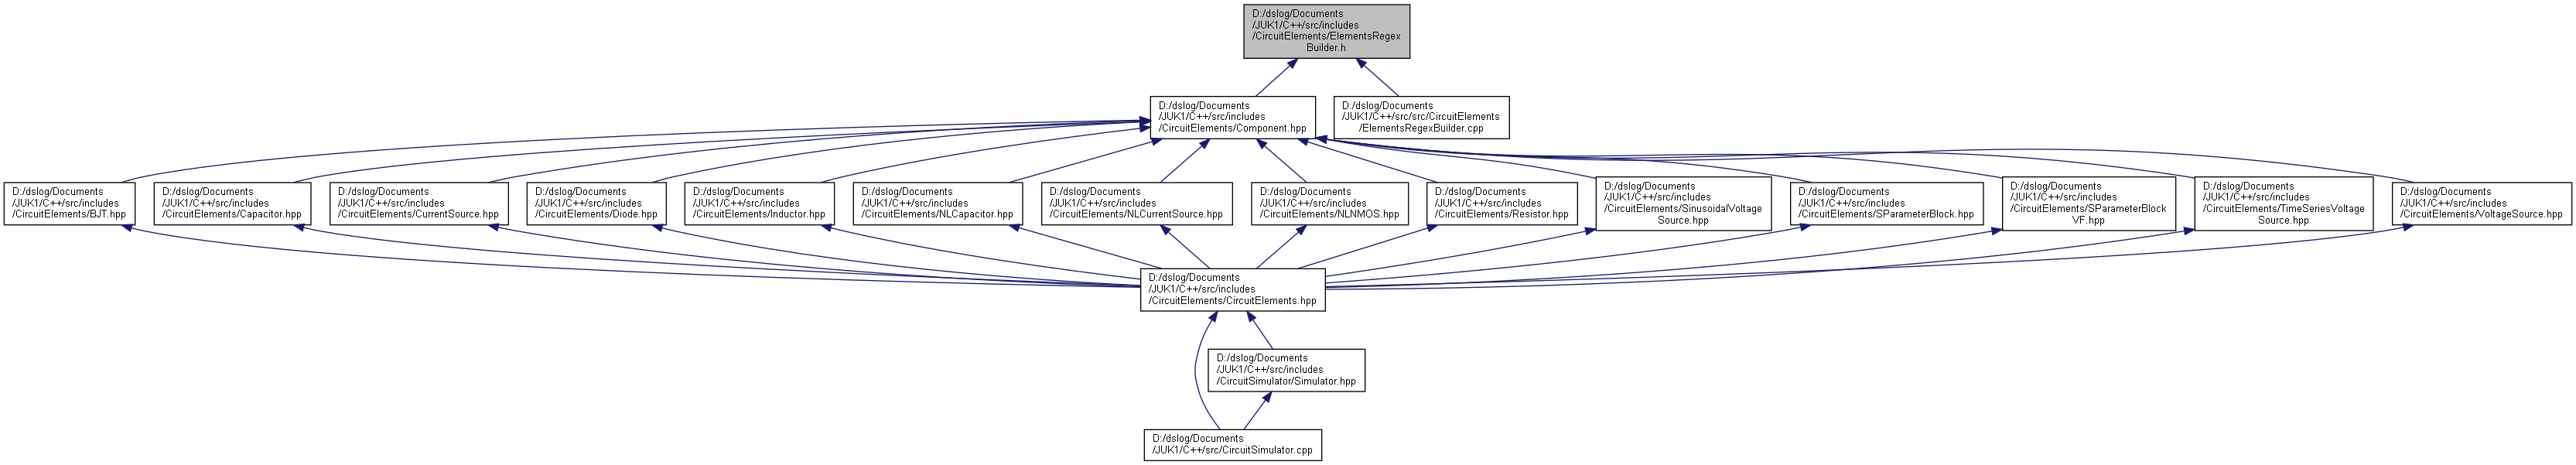 D:/dslog/Documents
/JUK1/C++/src/includes
/CircuitElements/ElementsRegex
Builder.h
D:/dslog/Documents
/JUK1/C++/src/includes
/CircuitElements/Component.hpp
D:/dslog/Documents
/JUK1/C++/src/src/CircuitElements
/ElementsRegexBuilder.cpp
D:/dslog/Documents
/JUK1/C++/src/includes
/CircuitElements/BJT.hpp
D:/dslog/Documents
/JUK1/C++/src/includes
/CircuitElements/Capacitor.hpp
D:/dslog/Documents
/JUK1/C++/src/includes
/CircuitElements/CurrentSource.hpp
D:/dslog/Documents
/JUK1/C++/src/includes
/CircuitElements/Diode.hpp
D:/dslog/Documents
/JUK1/C++/src/includes
/CircuitElements/Inductor.hpp
D:/dslog/Documents
/JUK1/C++/src/includes
/CircuitElements/NLCapacitor.hpp
D:/dslog/Documents
/JUK1/C++/src/includes
/CircuitElements/NLCurrentSource.hpp
D:/dslog/Documents
/JUK1/C++/src/includes
/CircuitElements/NLNMOS.hpp
D:/dslog/Documents
/JUK1/C++/src/includes
/CircuitElements/Resistor.hpp
D:/dslog/Documents
/JUK1/C++/src/includes
/CircuitElements/SinusoidalVoltage
Source.hpp
D:/dslog/Documents
/JUK1/C++/src/includes
/CircuitElements/SParameterBlock.hpp
D:/dslog/Documents
/JUK1/C++/src/includes
/CircuitElements/SParameterBlock
VF.hpp
D:/dslog/Documents
/JUK1/C++/src/includes
/CircuitElements/TimeSeriesVoltage
Source.hpp
D:/dslog/Documents
/JUK1/C++/src/includes
/CircuitElements/VoltageSource.hpp
D:/dslog/Documents
/JUK1/C++/src/includes
/CircuitElements/CircuitElements.hpp
D:/dslog/Documents
/JUK1/C++/src/includes
/CircuitSimulator/Simulator.hpp
D:/dslog/Documents
/JUK1/C++/src/CircuitSimulator.cpp